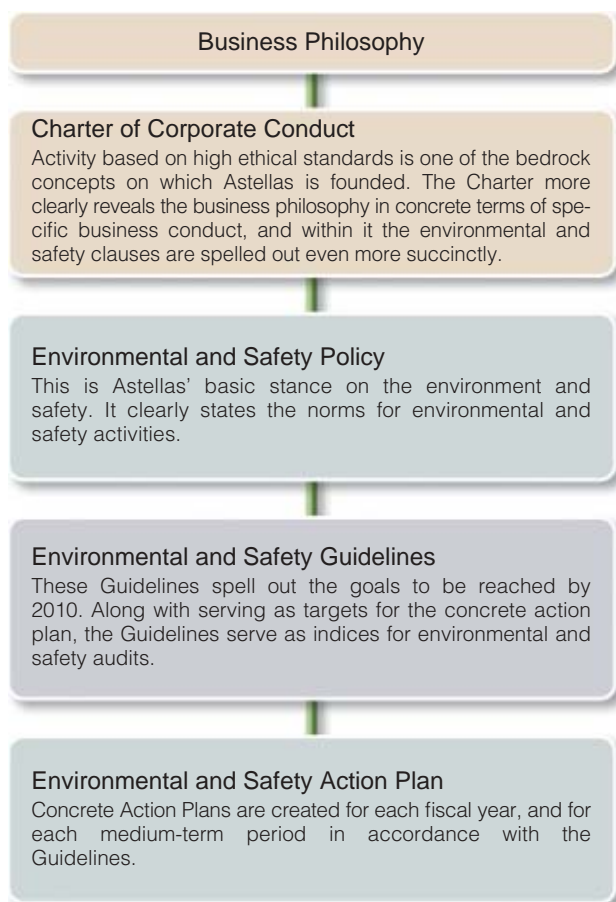 Business Philosophy
Charter of Corporate Conduct
Activity based on high ethical standards is one of the bedrock
concepts on which Astellas is founded. The Charter more
clearly reveals the business philosophy in concrete terms of spe-
cific business conduct, and within it the environmental and
safety clauses are spelled out even more succinctly.
Environmental and Safety Policy
This is Astellas’ basic stance on the environment and
safety. It clearly states the norms for environmental and
safety activities.
Environmental and Safety Guidelines
These Guidelines spell out the goals to be reached by
2010. Along with serving as targets for the concrete action
plan, the Guidelines serve as indices for environmental and
safety audits.
Environmental and Safety Action Plan
Concrete Action Plans are created for each fiscal year, and for
each medium-term period in accordance with the
Guidelines.